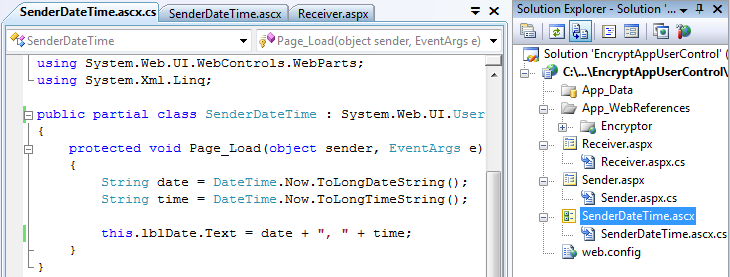 SenderDateTime.ascx.cs SenderDateTime.ascx Receiver.aspx
SenderDateTime Page_Load(object sender, EventArgs e)
using System.Web.UI.WebControls.WebParts;
using System.Xml.Linq;
public partial class SenderDateTime : System.Web.UI.User
{
protected void Page_Load(object sender, EventArgs e)
{
String date = DateTime.Now.ToLongDateString();
String time = DateTime.Now.ToLongTimeString();
this.lblDate.Text = date + ", " + time;
}
}
Solution Explorer - Solution '...
Solution 'EncryptAppUserControl'
C:\...\EncryptAppUserControl\
App_Data
App_WebReferences
Encryptor
Receiver.aspx
Receiver.aspx.cs
Sender.aspx
Sender.aspx.cs
SenderDateTime.ascx
SenderDateTime.ascx.cs
web.config